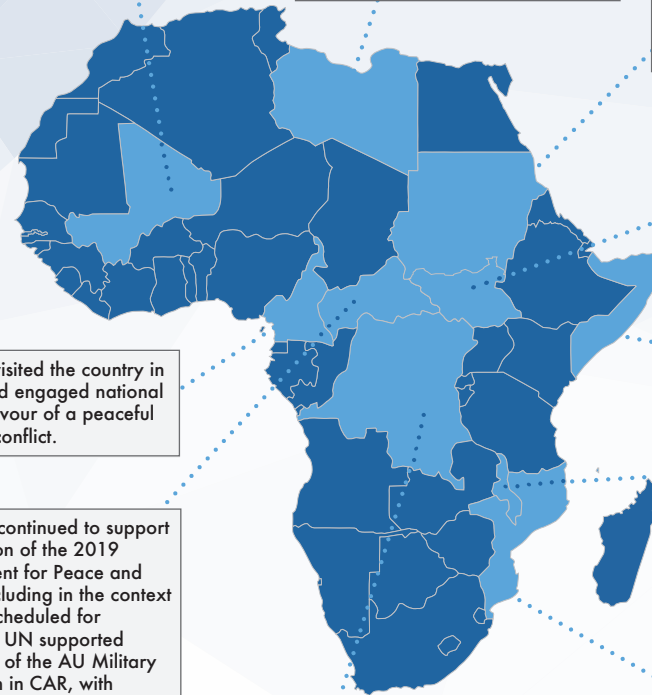 isited the country in
d engaged national
vour of a peaceful
conflict.
continued to support
on of the 2019
ent for Peace and
luding in the context
cheduled for
UN supported
of the AU Military
n in CAR, with